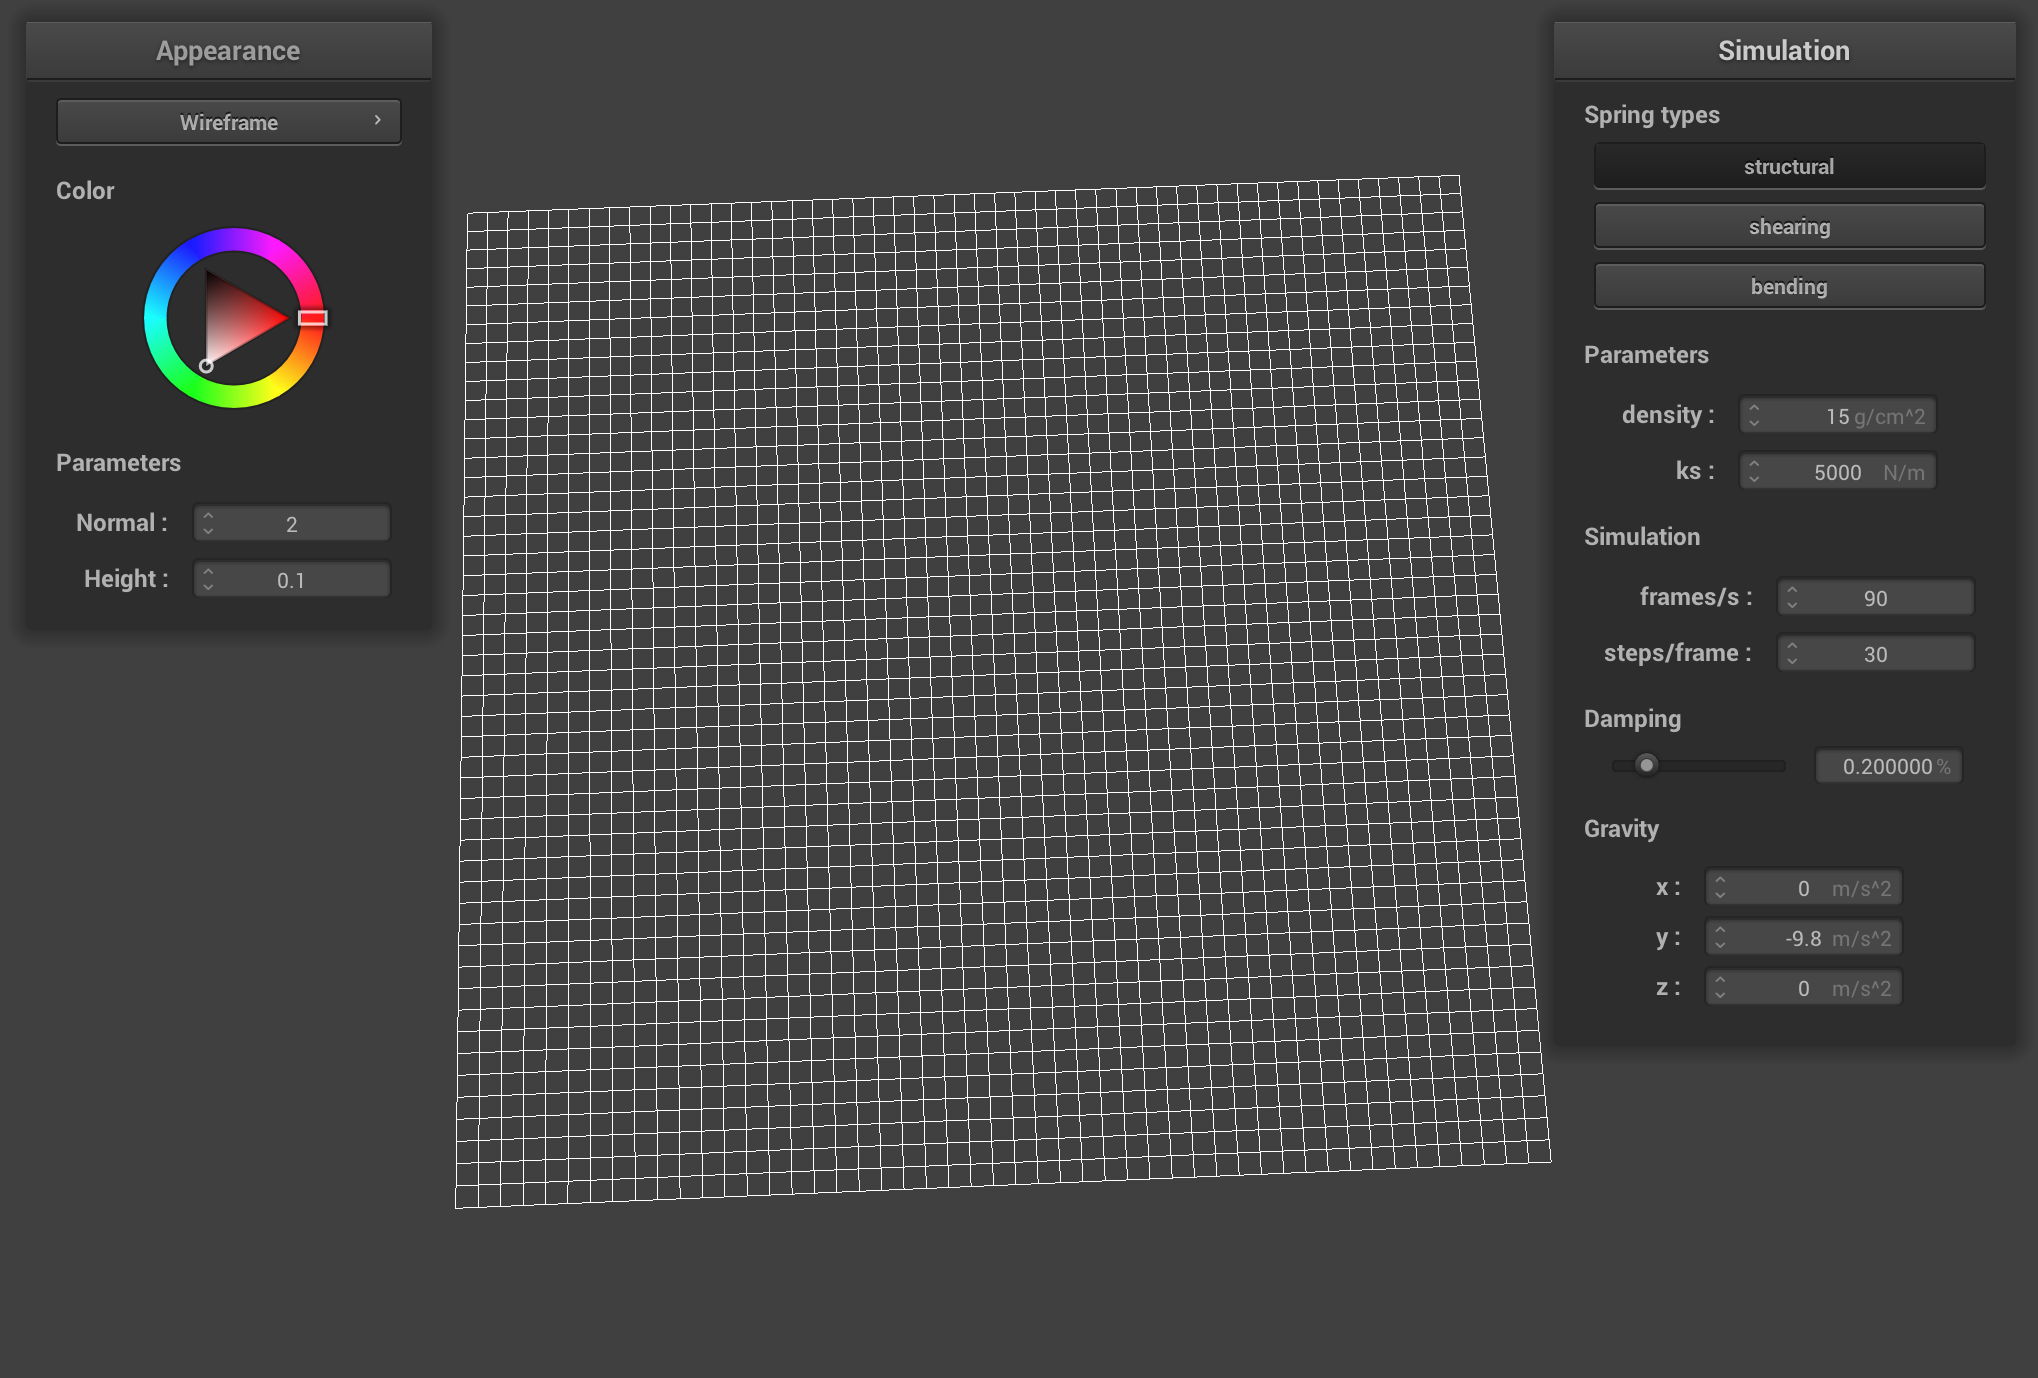 Appearance
Wireframe
Color
Parameters
Normal : 2
Height : 0.1
Simulation
Spring types
structural
shearing
bending
Parameters
density : 15 g/cm^2
ks : 5000 N/m
Simulation
frames/s : 90
steps/frame : 30
Damping
0.200000 %
Gravity
x : 0 m/s^2
y : -9.8 m/s^2
z : 0 m/s^2